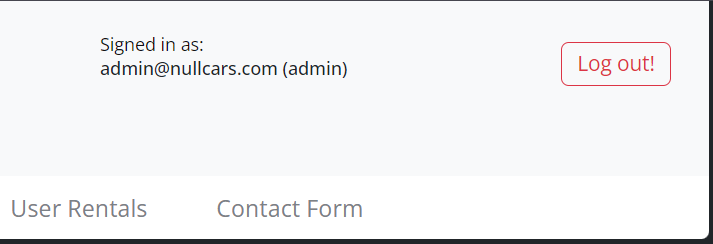 Signed in as:
admin@nullcars.com (admin)
Log out!
User Rentals
Contact Form